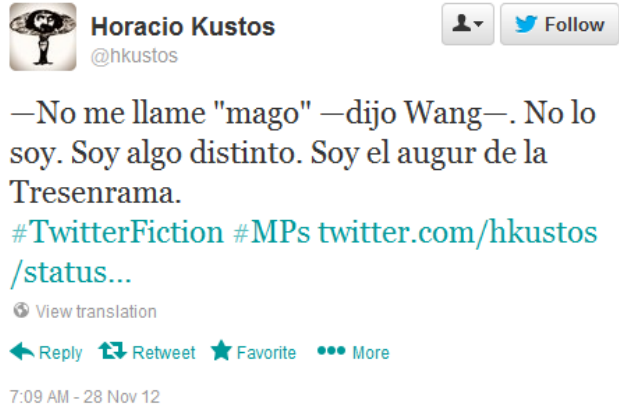 Horacio Kustos
@hkustos
Follow
—No me llame "mago" —dijo Wang—. No lo
soy. Soy algo distinto. Soy el augur de la
Tresenrama.
#TwitterFiction #MPs twitter.com/hkustos
/status...
View translation
Reply Retweet Favorite More
7:09 AM - 28 Nov 12